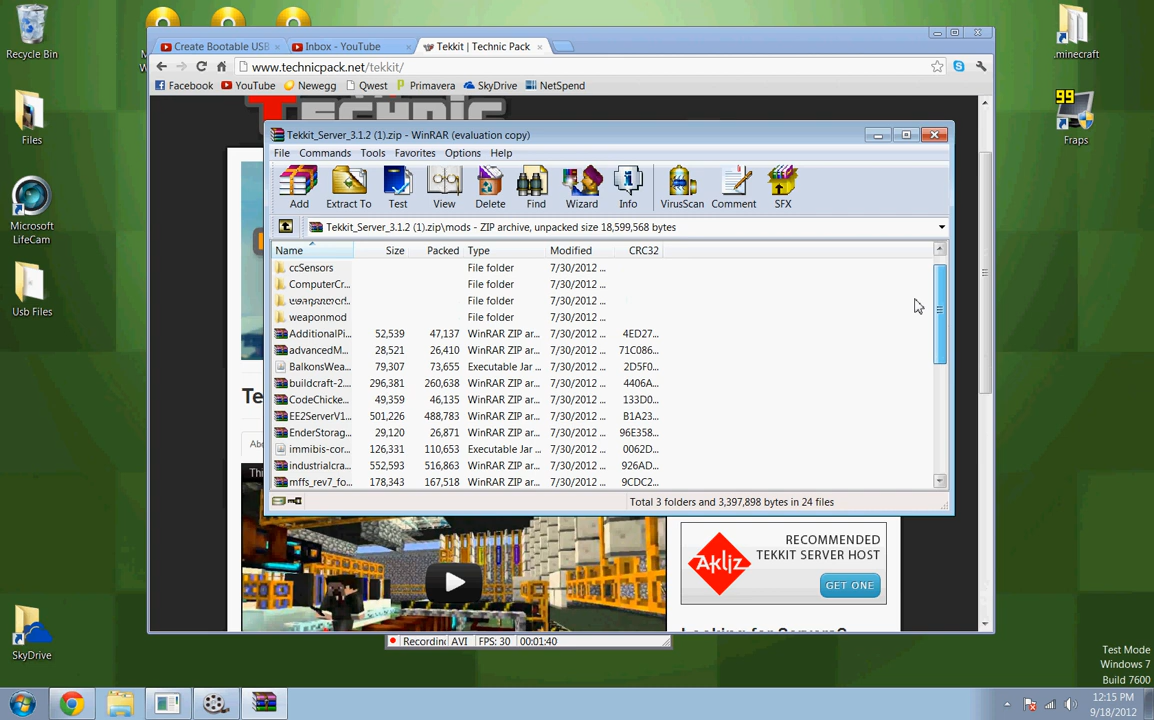 Recycle Bin
Files
Microsoft
LifeCam
Usb Files
SkyDrive
.minecraft
99
Fraps
Create Bootable USB
Inbox - YouTube
Tekkit | Technic Pack
www.technicpack.net/tekkit/
Facebook YouTube Newegg Qwest Primavera SkyDrive NetSpend
TECHNIC
Tekkit_Server_3.1.2 (1).zip - WinRAR (evaluation copy)
File Commands Tools Favorites Options Help
Add Extract To Test View Delete Find Wizard Info VirusScan Comment SFX
Tekkit_Server_3.1.2 (1).zip\mods - ZIP archive, unpacked size 18,599,568 bytes
Name Size Packed Type Modified CRC32
ccSensors File folder 7/30/2012 ...
ComputerCr... File folder 7/30/2012 ...
File folder 7/30/2012 ...
weaponmod File folder 7/30/2012 ...
AdditionalPi... 52,539 47,137 WinRAR ZIP ar... 7/30/2012 ... 4ED27...
advancedM... 28,521 26,410 WinRAR ZIP ar... 7/30/2012 ... 71C086...
BalkonsWea... 79,307 73,655 Executable Jar ... 7/30/2012 ... 2D5F0...
buildcraft-2... 296,381 260,638 WinRAR ZIP ar... 7/30/2012 ... 4406A...
CodeChicke... 49,359 46,135 WinRAR ZIP ar... 7/30/2012 ... 133D0...
EE2ServerV1... 501,226 488,783 WinRAR ZIP ar... 7/30/2012 ... B1A23...
EnderStorag... 29,120 26,871 WinRAR ZIP ar... 7/30/2012 ... 96E358...
immibis-cor... 126,331 110,653 Executable Jar ... 7/30/2012 ... 0062D...
industrialcra... 552,593 516,863 WinRAR ZIP ar... 7/30/2012 ... 926AD...
mffs_rev7_fo... 178,343 167,518 WinRAR ZIP ar... 7/30/2012 ... 9CDC2...
Total 3 folders and 3,397,898 bytes in 24 files
Te
Abo
Thi
RECOMMENDED
TEKKIT SERVER HOST
AKLIZ
GET ONE
Looking for Servers?
Recording AVI FPS: 30 00:01:40
Test Mode
Windows 7
Build 7600
12:15 PM
9/18/2012